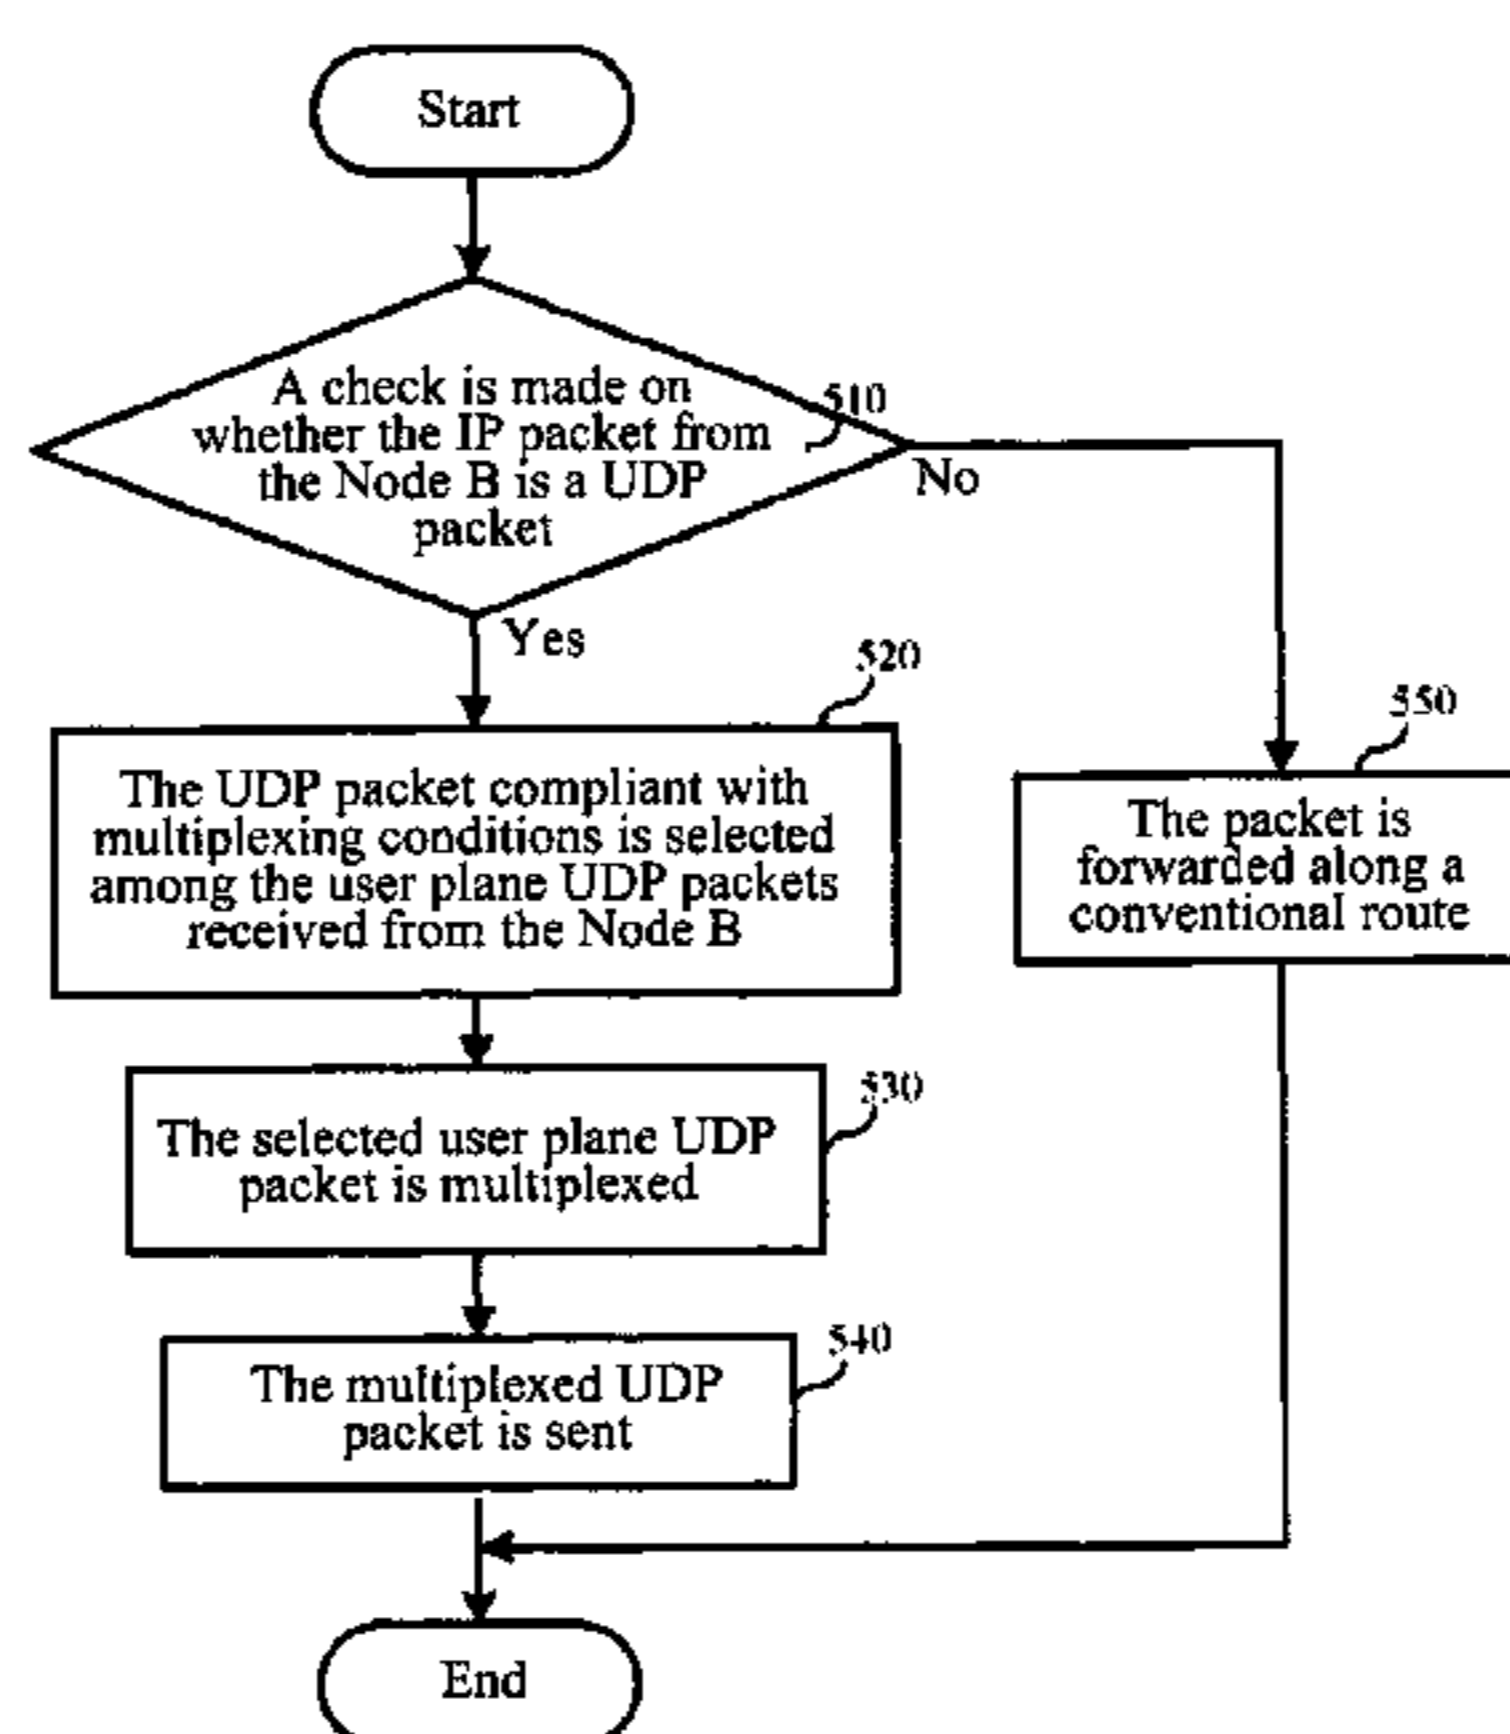 Start
A check is made on
whether the IP packet from
the Node B is a UDP
packet
510
No
Yes
520
The UDP packet compliant with
multiplexing conditions is selected
among the user plane UDP packets
received from the Node B
550
The packet is
forwarded along a
conventional route
530
The selected user plane UDP
packet is multiplexed
540
The multiplexed UDP
packet is sent
End